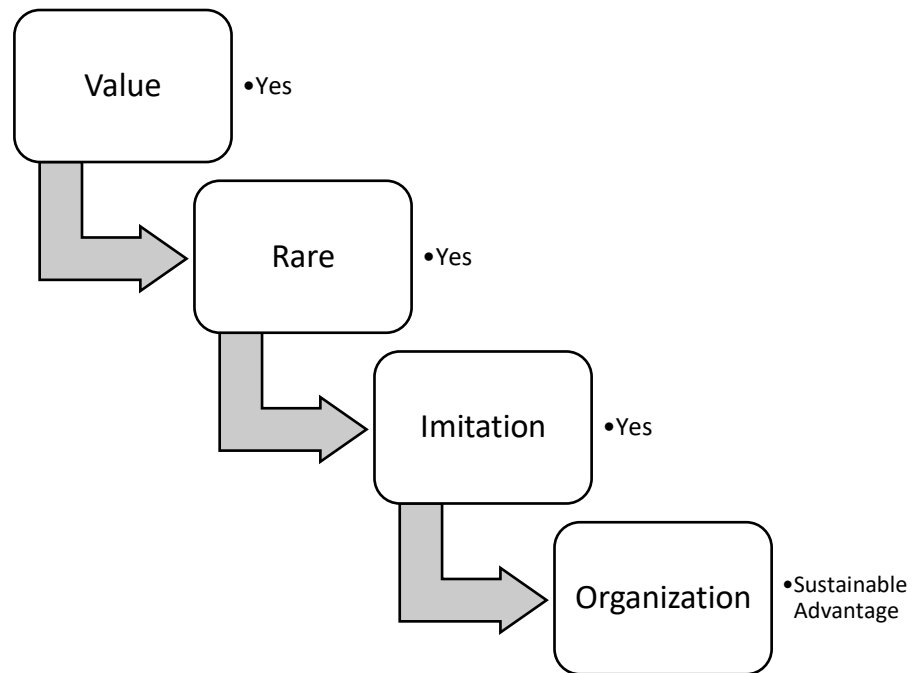 Value
•Yes
Rare
•Yes
Imitation
•Yes
Organization
•Sustainable
Advantage